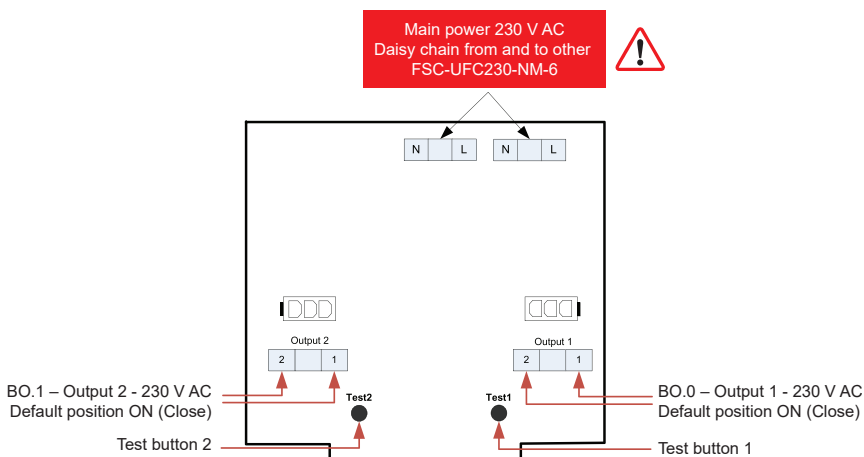 Main power 230 V AC
Daisy chain from and to other
FSC-UFC230-NM-6
N L N L
Output 2
Output 1
2 1
2 1
BO.1 – Output 2 - 230 V AC
Default position ON (Close)
Test2
Test1
BO.0 – Output 1 - 230 V AC
Default position ON (Close)
Test button 2
Test button 1